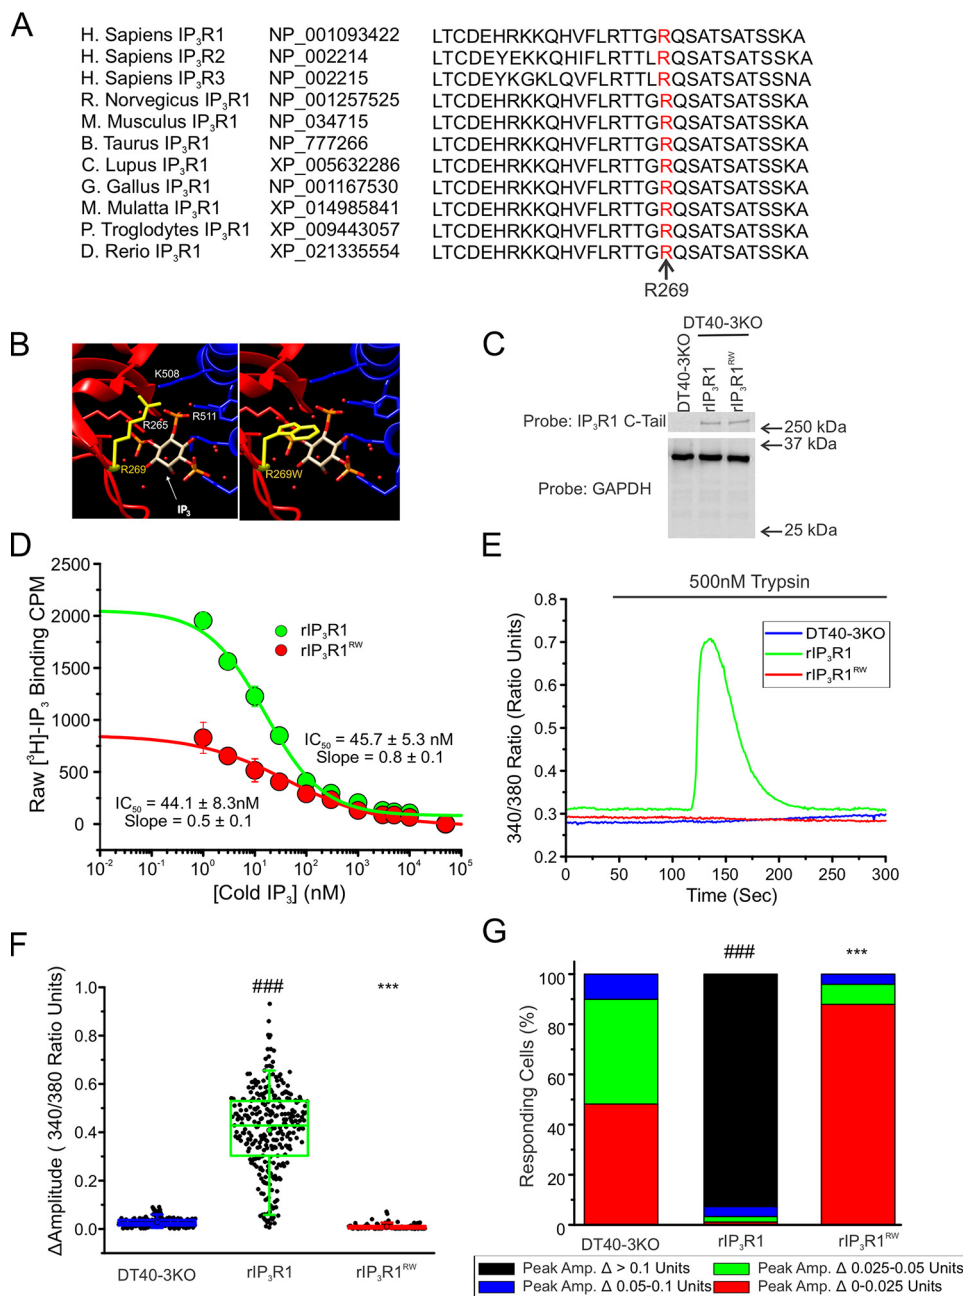 A
H. Sapiens IP₃R1 NP_001093422 LTCDEHRKKQHVFLRTTGRQSATSATSSKA
H. Sapiens IP₃R2 NP_002214 LTCDEYEKKQHIFLRTTLRQSATSATSSKA
H. Sapiens IP₃R3 NP_002215 LTCDEYKGKLQVFLRTTLRQSATSATSSNA
R. Norvegicus IP₃R1 NP_001257525 LTCDEHRKKQHVFLRTTGRQSATSATSSKA
M. Musculus IP₃R1 NP_034715 LTCDEHRKKQHVFLRTTGRQSATSATSSKA
B. Taurus IP₃R1 NP_777266 LTCDEHRKKQHVFLRTTGRQSATSATSSKA
C. Lupus IP₃R1 XP_005632286 LTCDEHRKKQHVFLRTTGRQSATSATSSKA
G. Gallus IP₃R1 NP_001167530 LTCDEHRKKQHVFLRTTGRQSATSATSSKA
M. Mulatta IP₃R1 XP_014985841 LTCDEHRKKQHVFLRTTGRQSATSATSSKA
P. Troglodytes IP₃R1 XP_009443057 LTCDEHRKKQHVFLRTTGRQSATSATSSKA
D. Rerio IP₃R1 XP_021335554 LTCDEHRKKQHVFLRTTGRQSATSATSSKA
R269
B
K508
R265
R511
R269
IP₃
R269W
C
DT40-3KO
DT40-3KO
rIP₃R1
rIP₃R1ᴿᵂ
Probe: IP₃R1 C-Tail
250 kDa
37 kDa
Probe: GAPDH
25 kDa
D
Raw [³H]-IP₃ Binding CPM
2500
2000
1500
1000
500
0
rIP₃R1
rIP₃R1ᴿᵂ
IC₅₀ = 45.7 ± 5.3 nM
Slope = 0.8 ± 0.1
IC₅₀ = 44.1 ± 8.3nM
Slope = 0.5 ± 0.1
10⁻² 10⁻¹ 10⁰ 10¹ 10² 10³ 10⁴ 10⁵
[Cold IP₃] (nM)
E
500nM Trypsin
340/380 Ratio (Ratio Units)
0.8
0.7
0.6
0.5
0.4
0.3
0.2
DT40-3KO
rIP₃R1
rIP₃R1ᴿᵂ
0 50 100 150 200 250 300
Time (Sec)
F
ΔAmplitude ( 340/380 Ratio Units)
1.0
0.8
0.6
0.4
0.2
0.0
###
***
DT40-3KO rIP₃R1 rIP₃R1ᴿᵂ
G
Responding Cells (%)
100
80
60
40
20
0
###
***
DT40-3KO rIP₃R1 rIP₃R1ᴿᵂ
Peak Amp. Δ > 0.1 Units Peak Amp. Δ 0.025-0.05 Units
Peak Amp. Δ 0.05-0.1 Units Peak Amp. Δ 0-0.025 Units